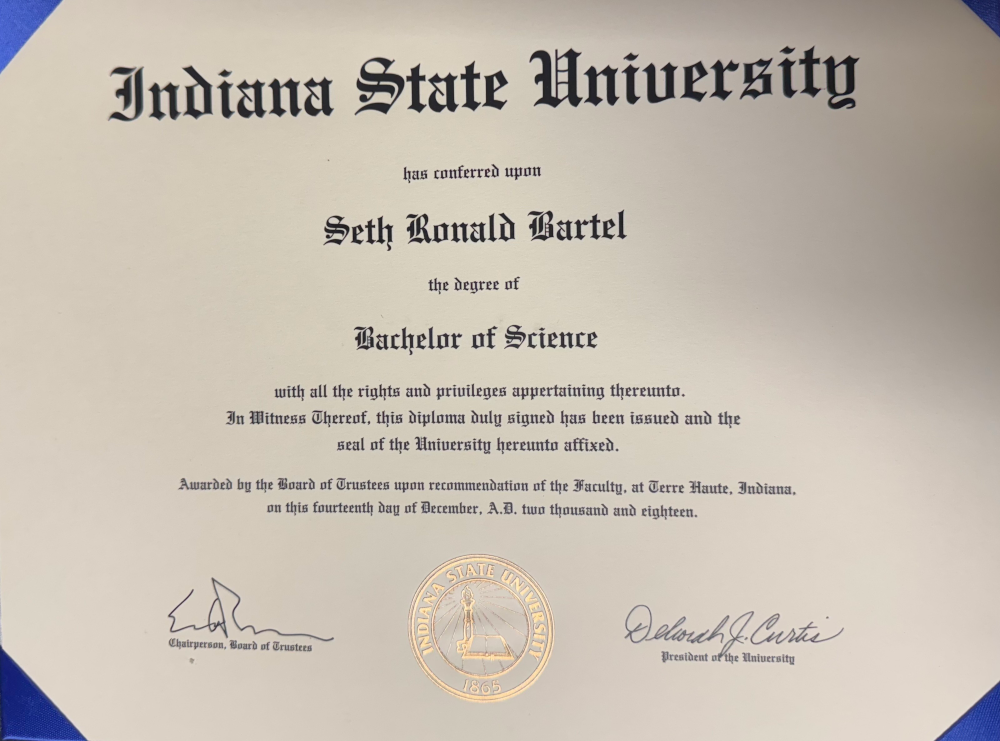 Indiana State University
has conferred upon
Seth Ronald Bartel
the degree of
Bachelor of Science
with all the rights and privileges appertaining thereunto.
In Witness Thereof, this diploma duly signed has been issued and the
seal of the University hereunto affixed.
Awarded by the Board of Trustees upon recommendation of the Faculty, at Terre Haute, Indiana,
on this fourteenth day of December, A.D. two thousand and eighteen.
INDIANA STATE UNIVERSITY
1865
Chairperson, Board of Trustees
Deborah J. Curtis
President of the University